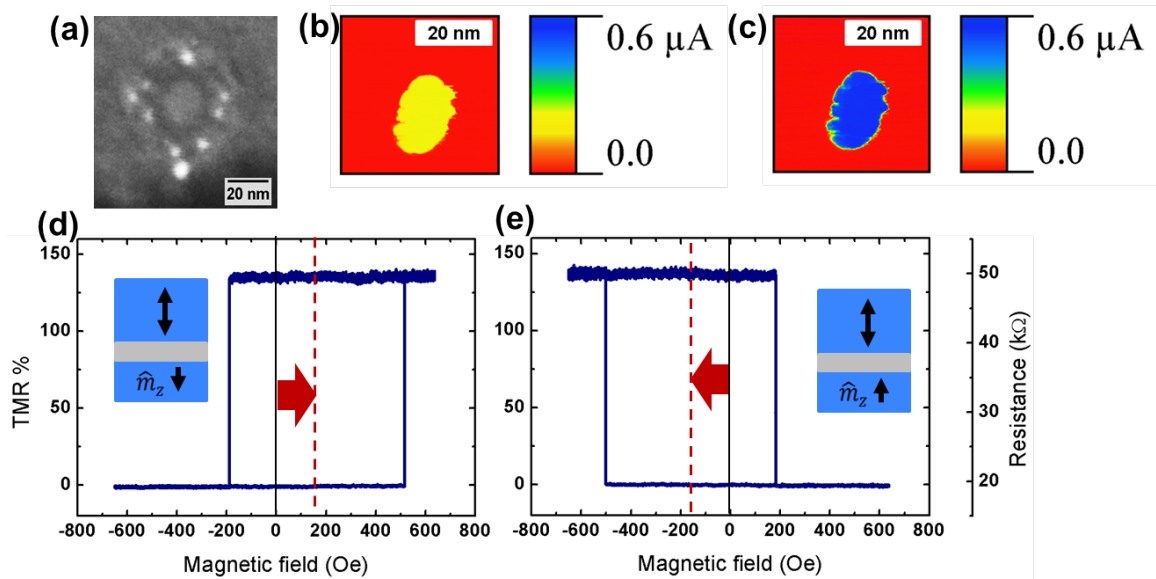 (a)
20 nm
(b)
20 nm
0.6 µA
0.0
(c)
20 nm
0.6 µA
0.0
(d)
150
100
50
0
TMR %
m̂z
-800 -600 -400 -200 0 200 400 600 800
Magnetic field (Oe)
(e)
150
100
50
0
m̂z
50
40
30
20
Resistance (kΩ)
-800 -600 -400 -200 0 200 400 600 800
Magnetic field (Oe)